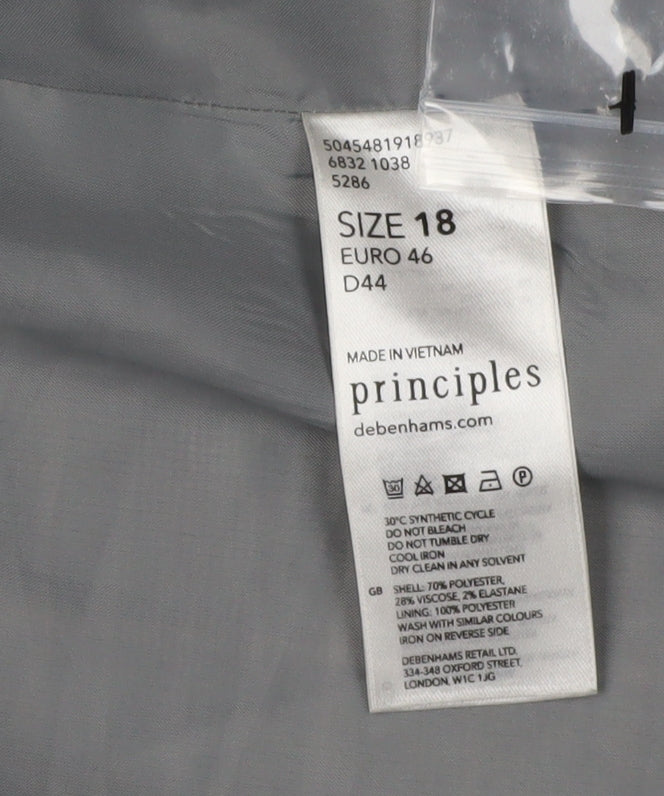 5045481918937
6832 1038
5286
SIZE 18
EURO 46
D44
MADE IN VIETNAM
principles
debenhams.com
30
P
30°C SYNTHETIC CYCLE
DO NOT BLEACH
DO NOT TUMBLE DRY
COOL IRON
DRY CLEAN IN ANY SOLVENT
GB SHELL: 70% POLYESTER,
28% VISCOSE, 2% ELASTANE
LINING: 100% POLYESTER
WASH WITH SIMILAR COLOURS
IRON ON REVERSE SIDE
DEBENHAMS RETAIL LTD.
334-348 OXFORD STREET,
LONDON, W1C 1JG